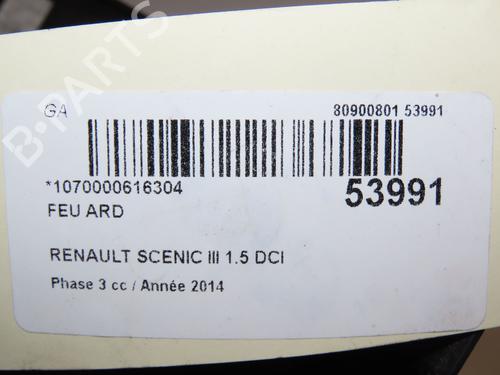 B-PARTS
GA
80900801 53991
*1070000616304
53991
FEU ARD
RENAULT SCENIC III 1.5 DCI
Phase 3 cc / Année 2014